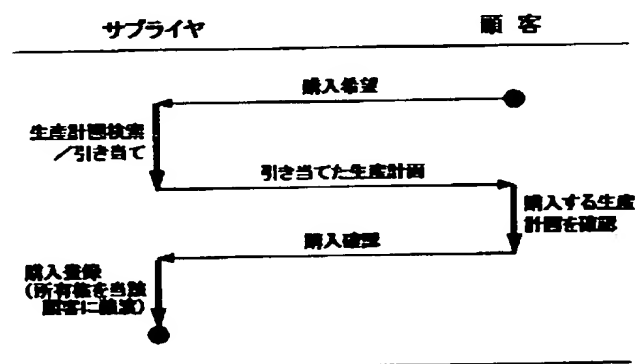 サプライヤ
顧 客
購入希望
生産計画検索
／引き当て
引き当てた生産計画
購入する生産
計画を確認
購入確認
購入登録
(所有権を当該
顧客に譲渡)